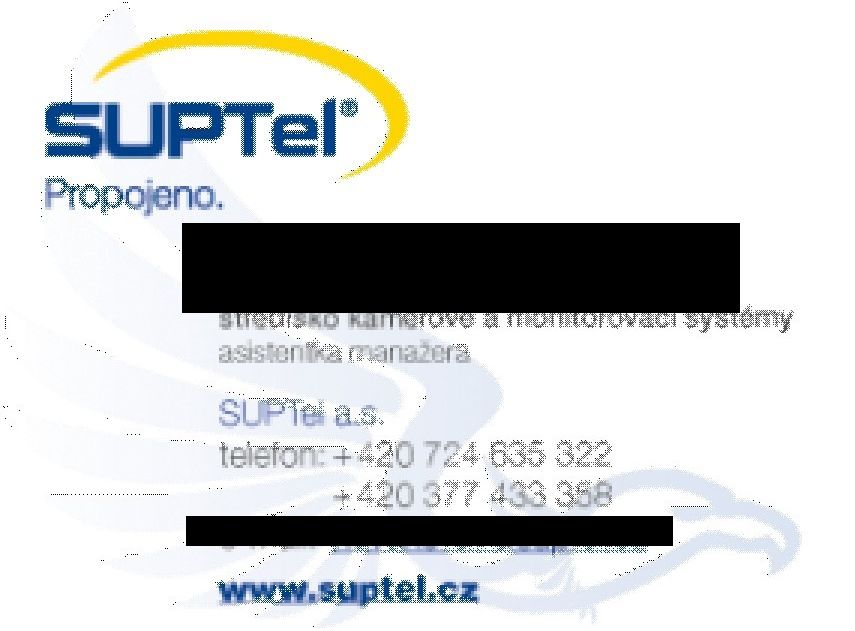 SUPTel®
Propojeno.
středisko kamerové a monitorovací systémy
asistentka manažera
SUPTel a.s.
telefon: +420 724 635 322
+420 377 433 358
www.suptel.cz